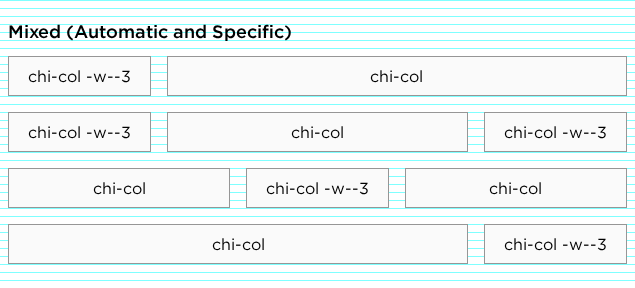 Mixed (Automatic and Specific)
chi-col -w--3 chi-col
chi-col -w--3 chi-col chi-col -w--3
chi-col chi-col -w--3 chi-col
chi-col chi-col -w--3